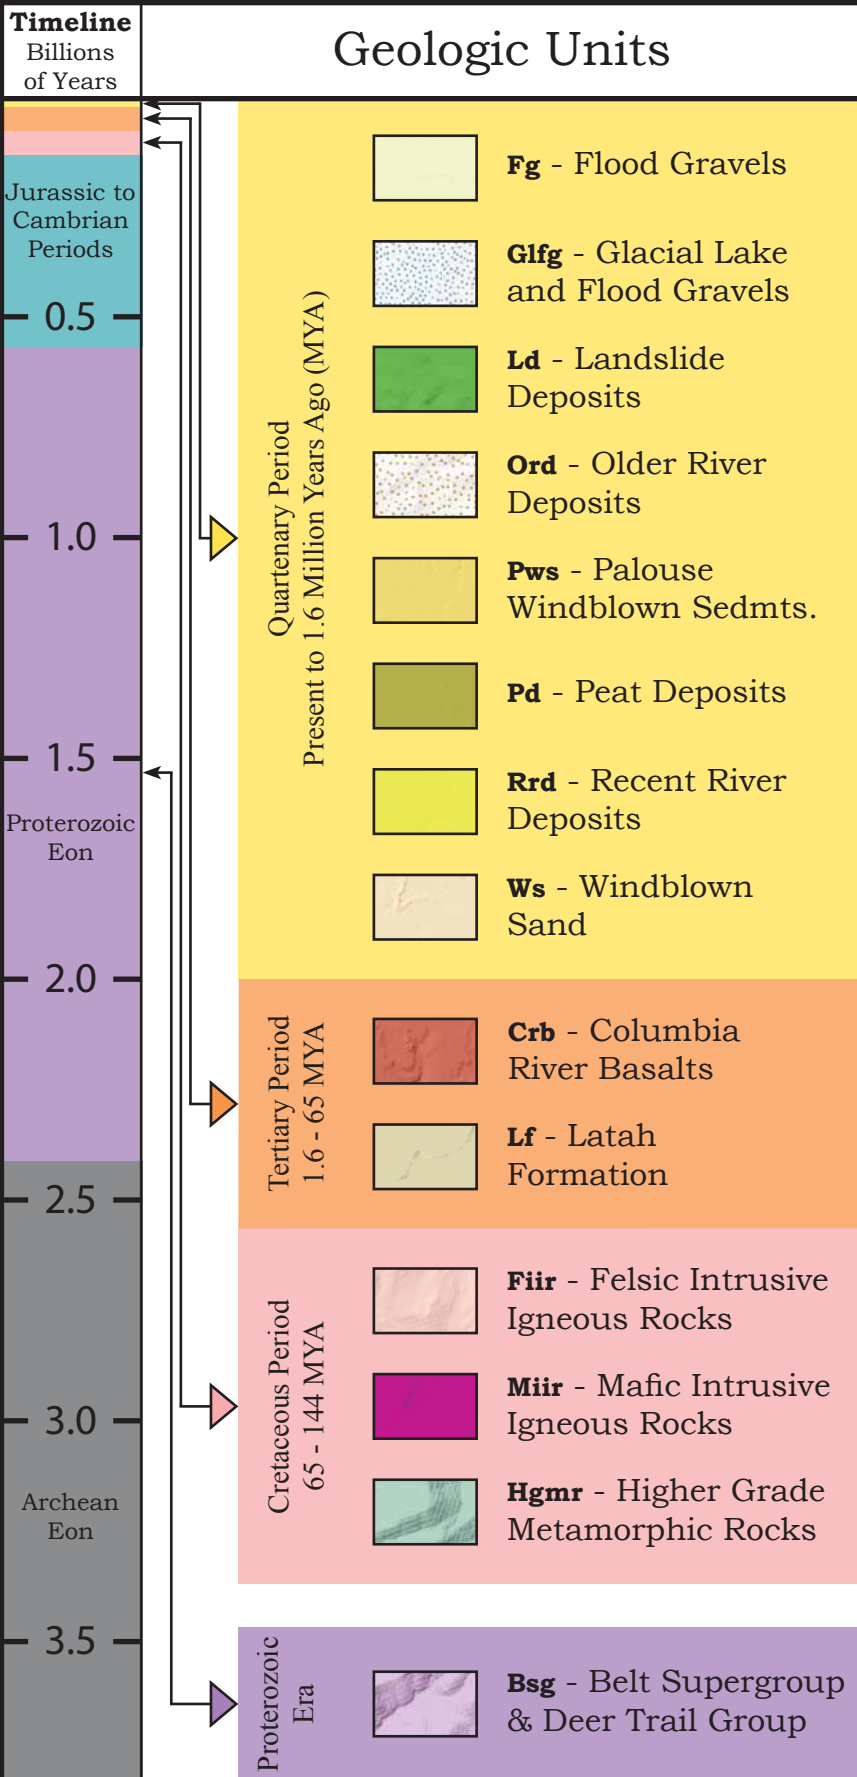 Timeline
Billions
of Years
Geologic Units
Jurassic to
Cambrian
Periods
0.5
1.0
1.5
Proterozoic
Eon
2.0
2.5
3.0
Archean
Eon
3.5
Quartenary Period
Present to 1.6 Million Years Ago (MYA)
Fg - Flood Gravels
Glfg - Glacial Lake
and Flood Gravels
Ld - Landslide
Deposits
Ord - Older River
Deposits
Pws - Palouse
Windblown Sedmts.
Pd - Peat Deposits
Rrd - Recent River
Deposits
Ws - Windblown
Sand
Tertiary Period
1.6 - 65 MYA
Crb - Columbia
River Basalts
Lf - Latah
Formation
Cretaceous Period
65 - 144 MYA
Fiir - Felsic Intrusive
Igneous Rocks
Miir - Mafic Intrusive
Igneous Rocks
Hgmr - Higher Grade
Metamorphic Rocks
Proterozoic
Era
Bsg - Belt Supergroup
& Deer Trail Group